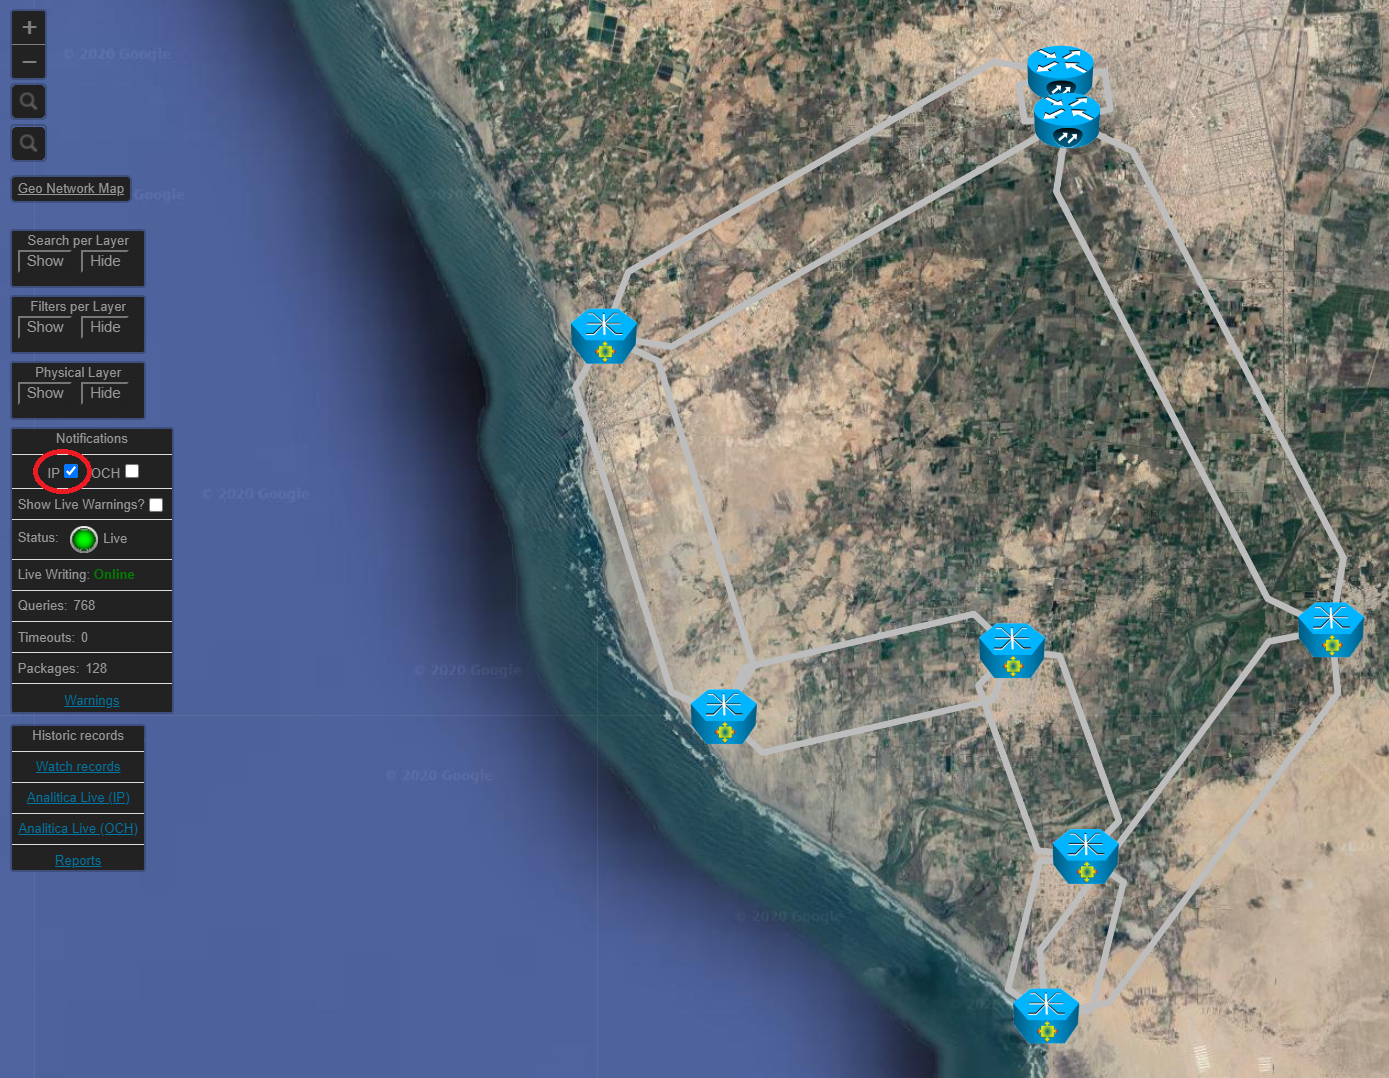 +
© 2020 Google
−
Geo Network Map
Google
© 2020
Search per Layer
Show Hide
Filters per Layer
Show Hide
Physical Layer
Show Hide
Notifications
IP OCH
© 2020 Google
Show Live Warnings?
Status: Live
Live Writing: Online
Queries: 768
Timeouts: 0
Packages: 128
© 2020 Google
Warnings
Historic records
Watch records
© 2020 Google
Analitica Live (IP)
Analitica Live (OCH)
Reports
© 2020 Google